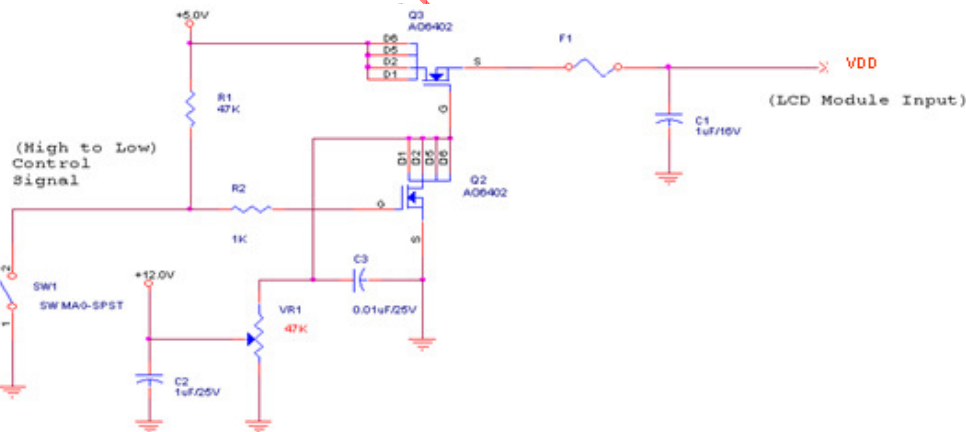 +5.0V
Q3
AO6402
D6
D5
D2
D1
S
G
F1
VDD
(LCD Module Input)
R1
47K
C1
1uF/16V
(High to Low)
Control
Signal
D1
D2
D5
D6
Q2
AO6402
R2
G
1K
S
2
SW1
SW MAG-SPST
1
+12.0V
C3
0.01uF/25V
VR1
47K
C2
1uF/25V